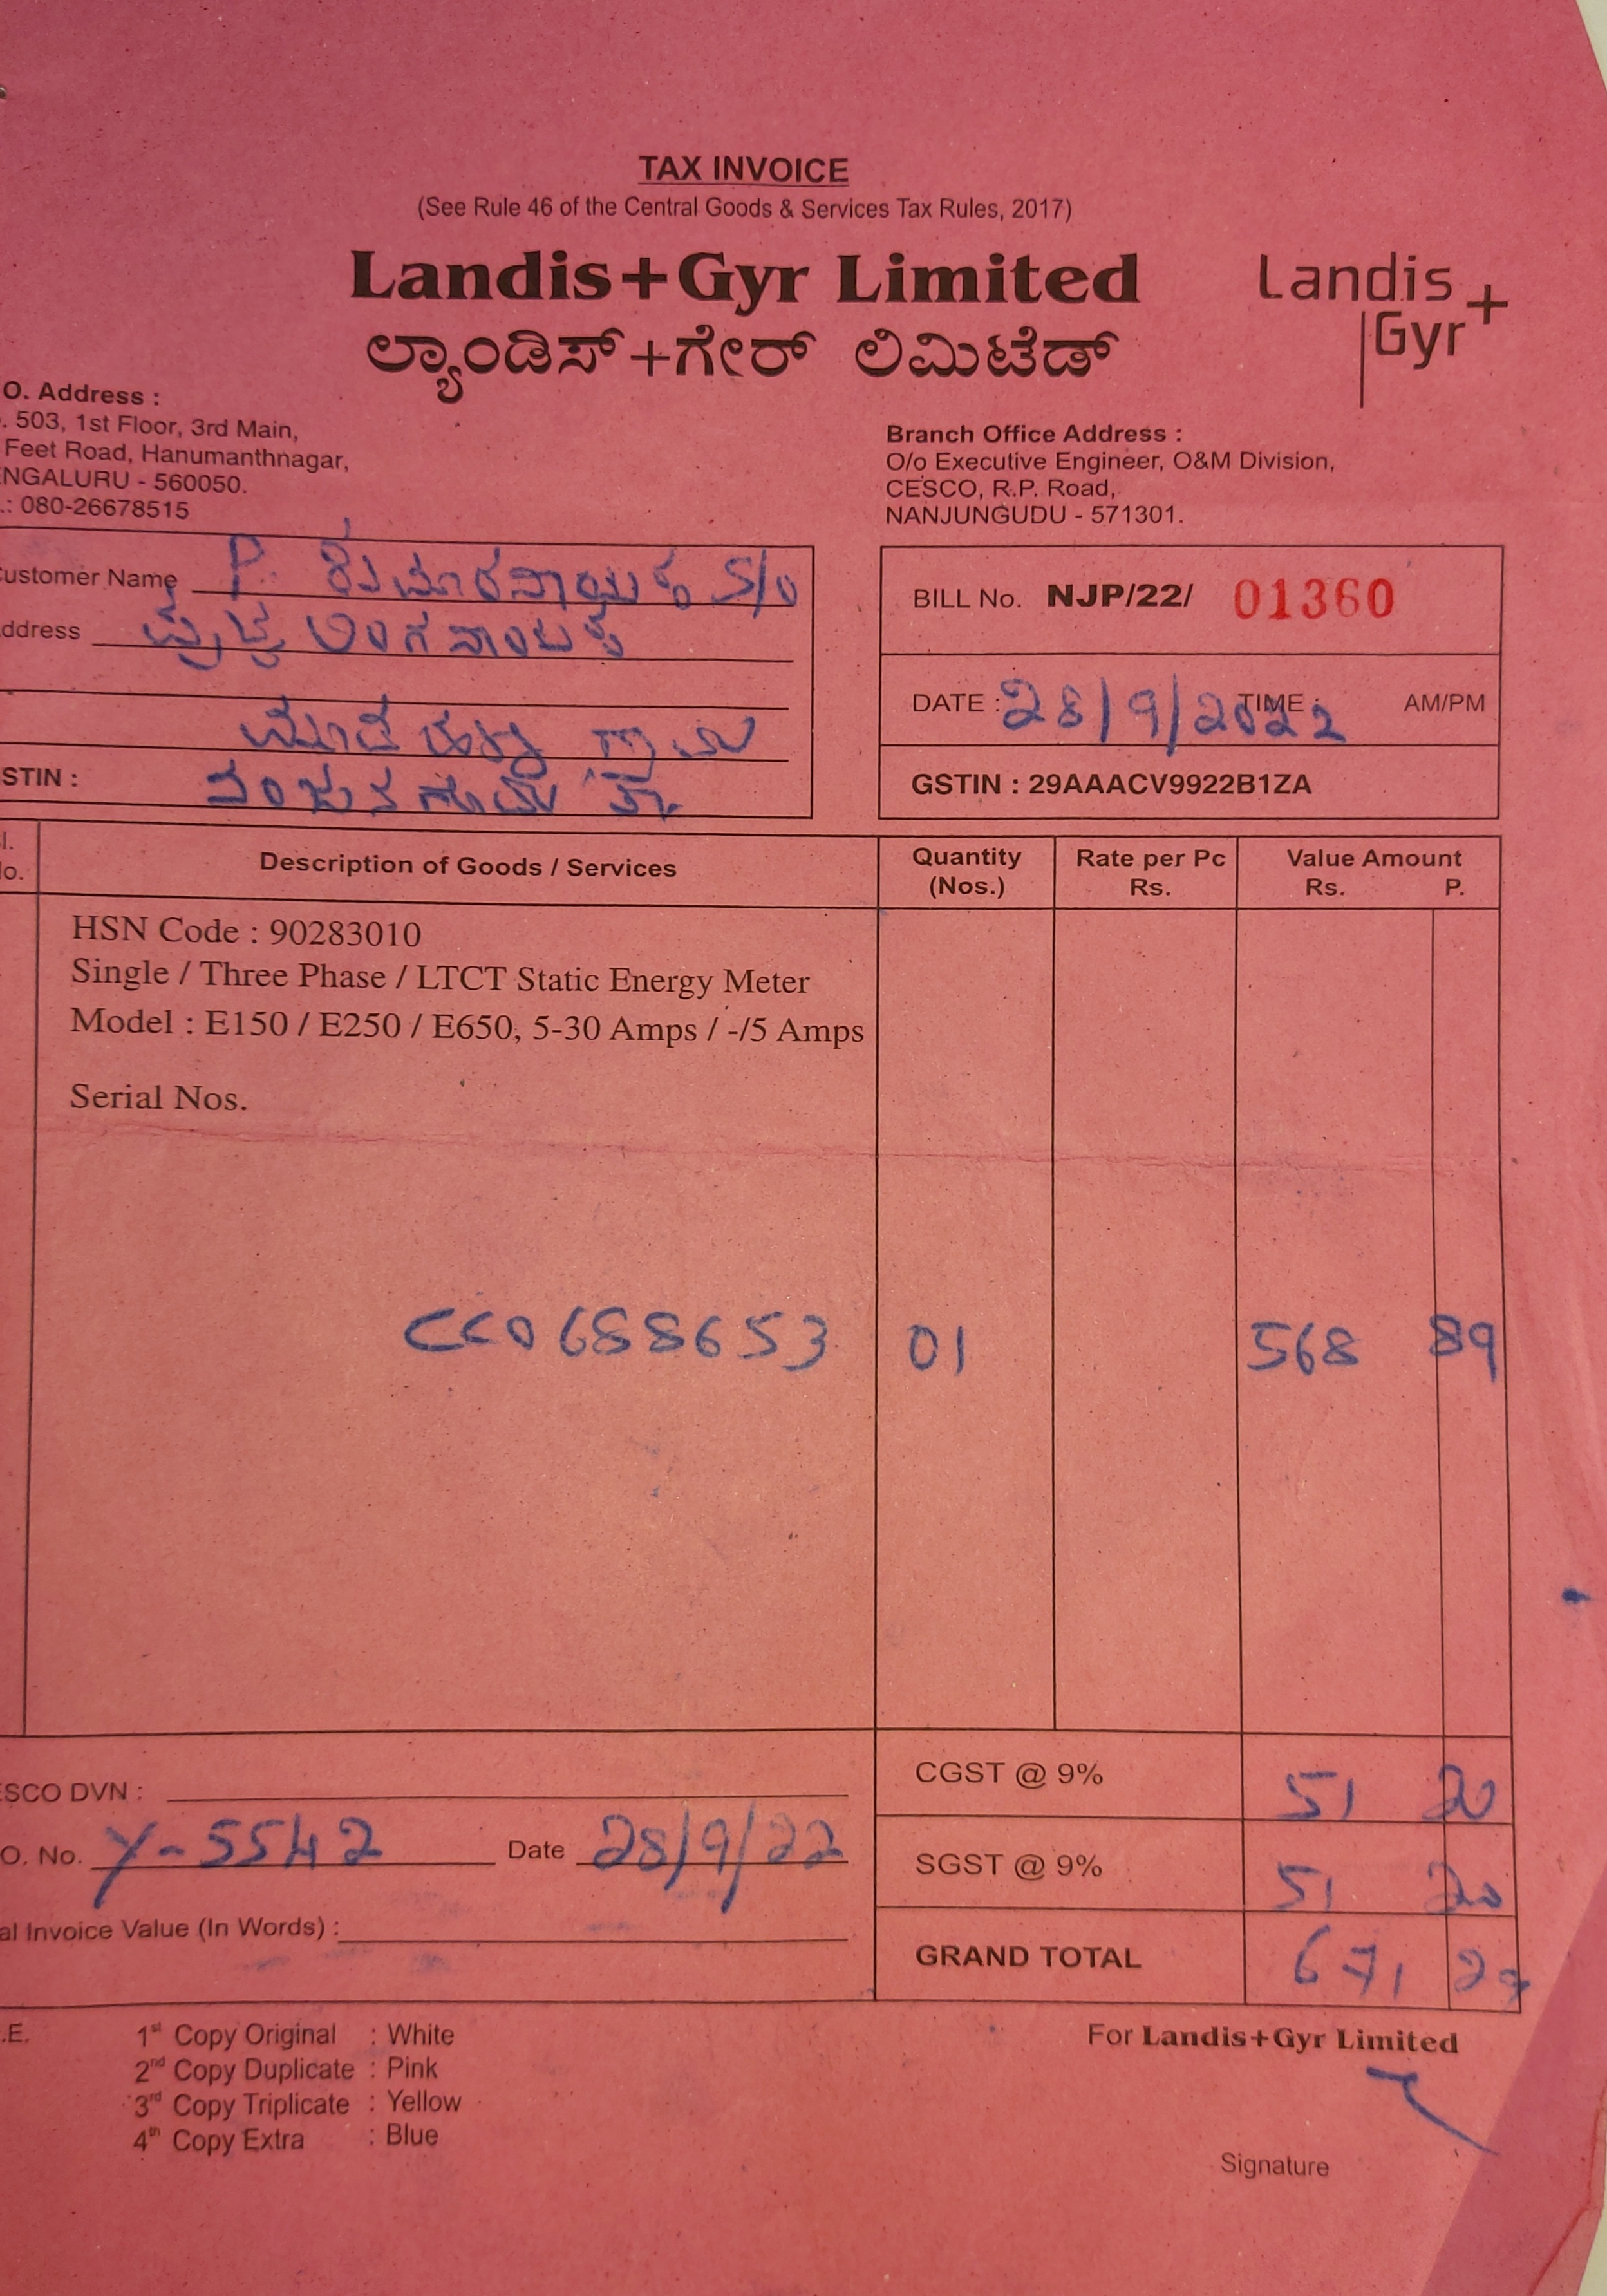 TAX INVOICE
(See Rule 46 of the Central Goods & Services Tax Rules, 2017)
Landis+Gyr Limited
ಲ್ಯಾಂಡಿಸ್+ಗೇರ್ ಲಿಮಿಟೆಡ್
Landis
Gyr+
O. Address :
. 503, 1st Floor, 3rd Main,
Feet Road, Hanumanthnagar,
NGALURU - 560050.
.: 080-26678515
Branch Office Address :
O/o Executive Engineer, O&M Division,
CESCO, R.P. Road,
NANJUNGUDU - 571301.
ustomer Name P. S/o
ddress
ಗ್ರಾಮ
STIN : ನಂಜನಗೂಡು ತಾ
BILL No. NJP/22/ 01360
DATE : 28/9/2022 TIME : AM/PM
GSTIN : 29AAACV9922B1ZA
l.
o.
Description of Goods / Services
Quantity
(Nos.)
Rate per Pc
Rs.
Value Amount
Rs. P.
HSN Code : 90283010
Single / Three Phase / LTCT Static Energy Meter
Model : E150 / E250 / E650, 5-30 Amps / -/5 Amps
Serial Nos.
CC0688653 01 568 89
SCO DVN :
O. No. Y-5542 Date 28/9/22
al Invoice Value (In Words) :
CGST @ 9% 51 20
SGST @ 9% 51 20
GRAND TOTAL 671 29
.E.
1st Copy Original : White
2nd Copy Duplicate : Pink
3rd Copy Triplicate : Yellow
4th Copy Extra : Blue
For Landis+Gyr Limited
Signature